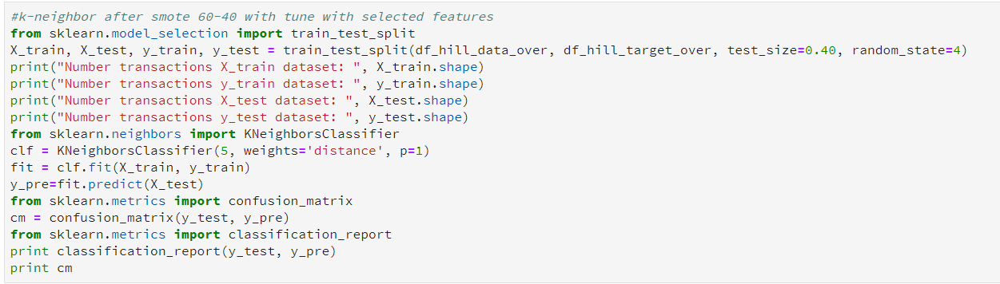 #k-neighbor after smote 60-40 with tune with selected features
from sklearn.model_selection import train_test_split
X_train, X_test, y_train, y_test = train_test_split(df_hill_data_over, df_hill_target_over, test_size=0.40, random_state=4)
print("Number transactions X_train dataset: ", X_train.shape)
print("Number transactions y_train dataset: ", y_train.shape)
print("Number transactions X_test dataset: ", X_test.shape)
print("Number transactions y_test dataset: ", y_test.shape)
from sklearn.neighbors import KNeighborsClassifier
clf = KNeighborsClassifier(5, weights='distance', p=1)
fit = clf.fit(X_train, y_train)
y_pre=fit.predict(X_test)
from sklearn.metrics import confusion_matrix
cm = confusion_matrix(y_test, y_pre)
from sklearn.metrics import classification_report
print classification_report(y_test, y_pre)
print cm